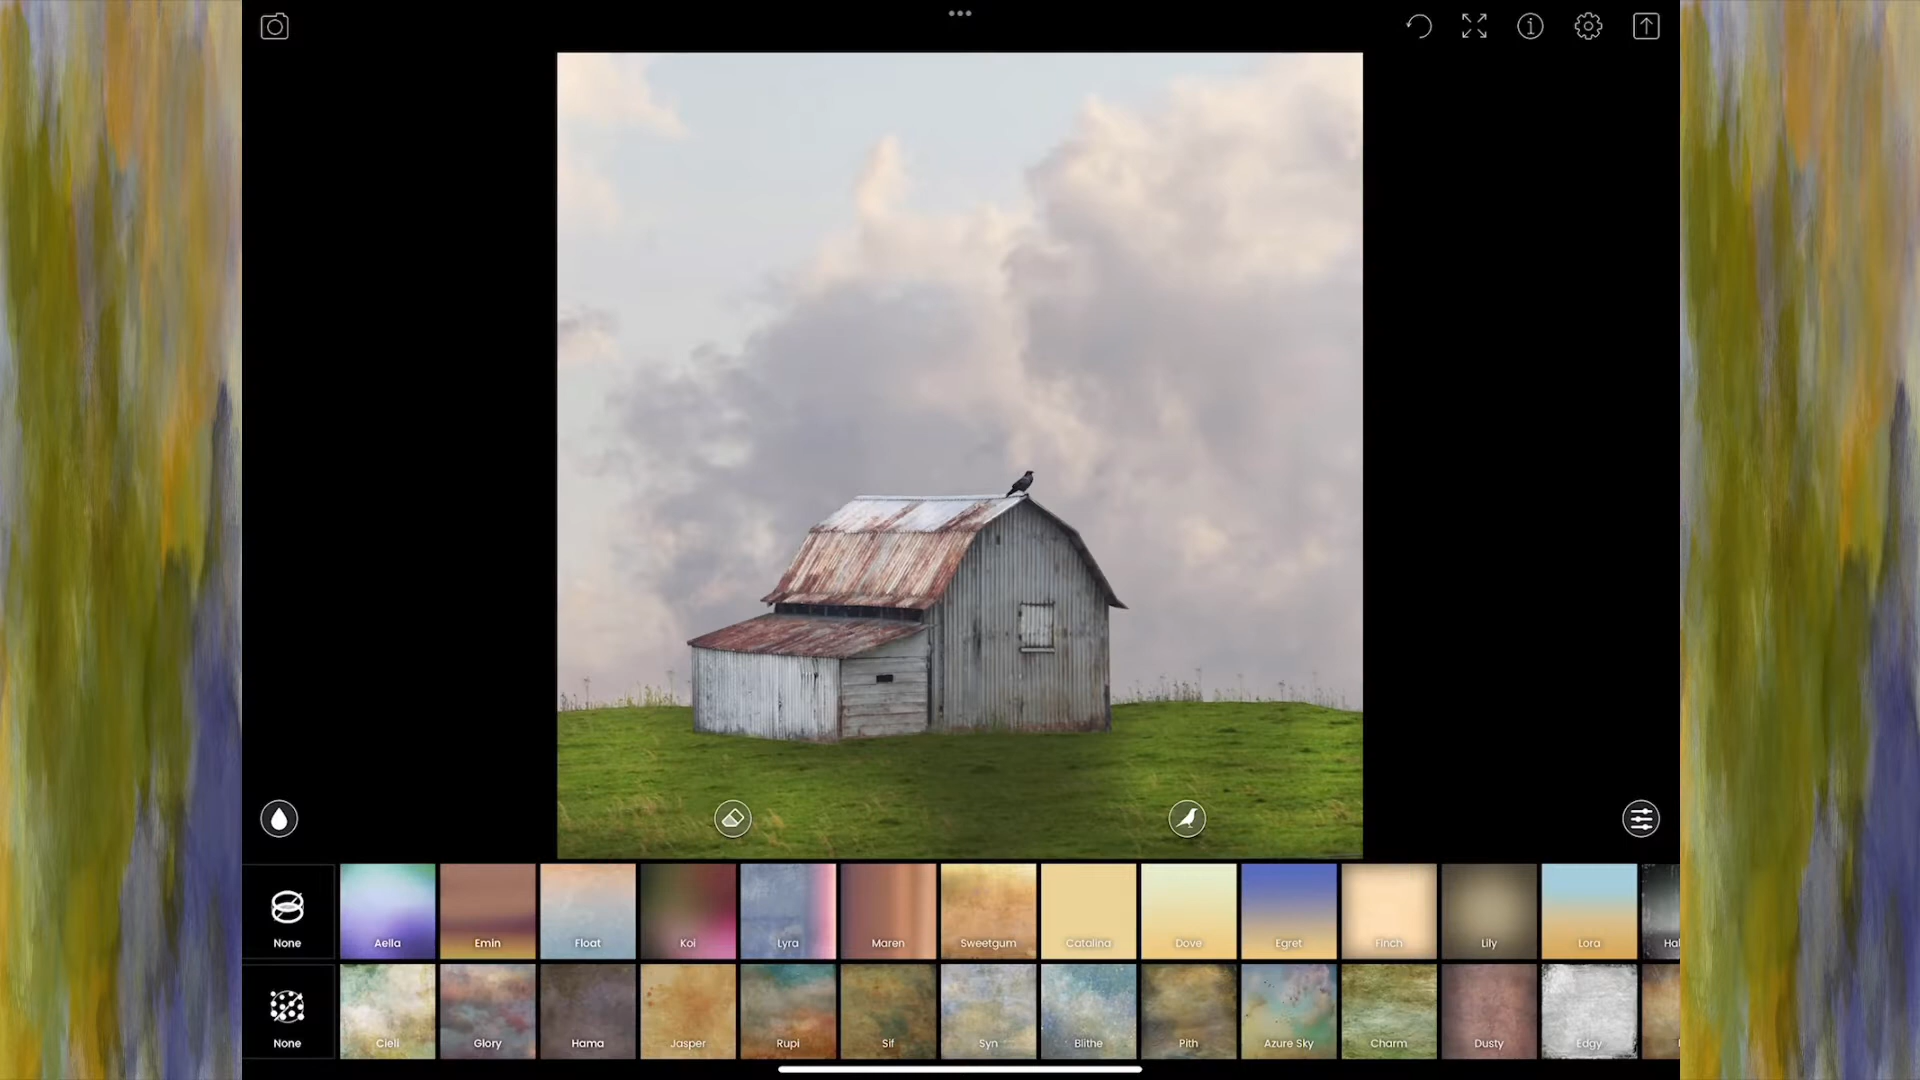 None
Aella
Emin
Float
Koi
Lyra
Maren
Sweetgum
Catalina
Dove
Egret
Finch
Lily
Lora
Hal
None
Cieli
Glory
Hama
Jasper
Rupi
Sif
Syn
Blithe
Pith
Azure Sky
Charm
Dusty
Edgy